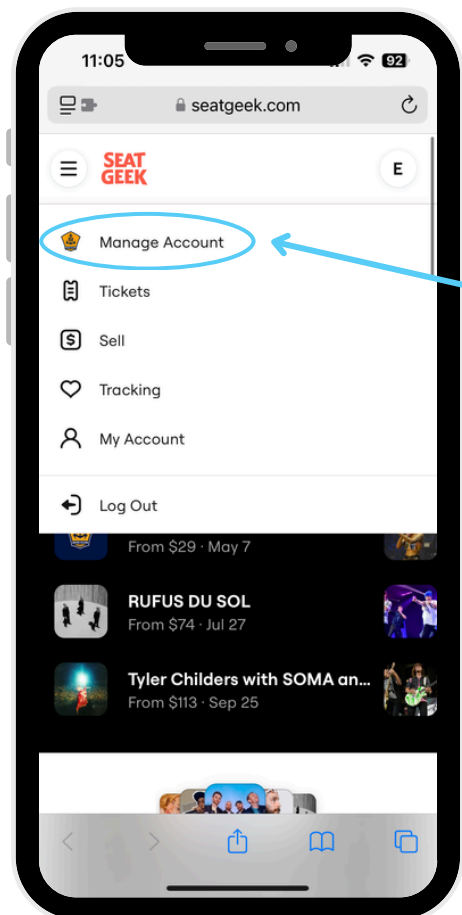 11:05
92
seatgeek.com
SEAT
GEEK
E
Manage Account
Tickets
$ Sell
Tracking
My Account
Log Out
From $29 · May 7
RUFUS DU SOL
From $74 · Jul 27
Tyler Childers with SOMA an...
From $113 · Sep 25